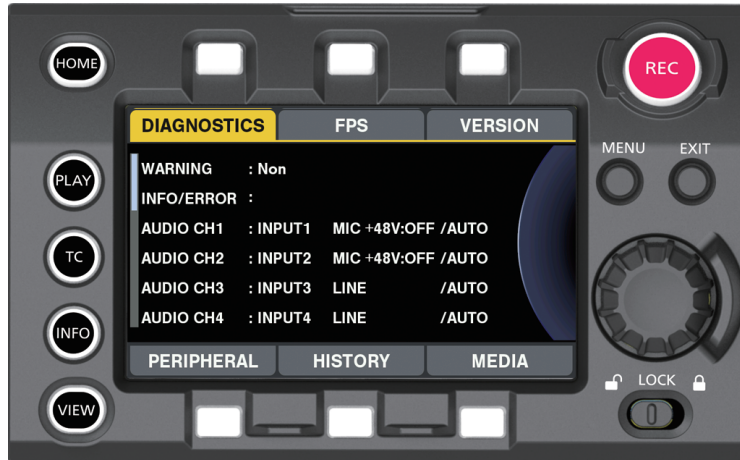 HOME
REC
DIAGNOSTICS FPS VERSION
MENU EXIT
WARNING : Non
INFO/ERROR :
AUDIO CH1 : INPUT1 MIC +48V:OFF /AUTO
AUDIO CH2 : INPUT2 MIC +48V:OFF /AUTO
AUDIO CH3 : INPUT3 LINE /AUTO
AUDIO CH4 : INPUT4 LINE /AUTO
PLAY
TC
INFO
VIEW
PERIPHERAL HISTORY MEDIA
LOCK
0